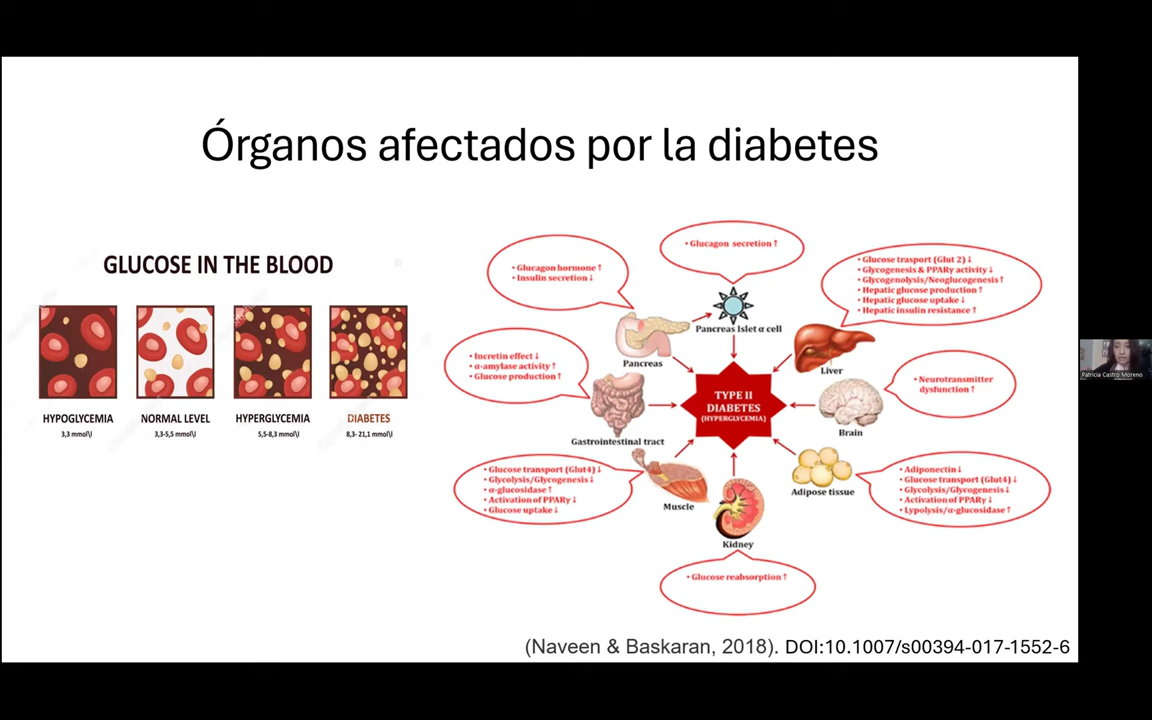 Órganos afectados por la diabetes
GLUCOSE IN THE BLOOD
HYPOGLYCEMIA
3,3 mmol\l
NORMAL LEVEL
3,3-5,5 mmol\l
HYPERGLYCEMIA
5,5-8,3 mmol\l
DIABETES
8,3- 21,1 mmol\l
• Glucagon secretion ↑
Pancreas Islet α cell
• Glucagon hormone ↑
• Insulin secretion ↓
Pancreas
• Glucose trasport (Glut 2) ↓
• Glycogenesis & PPARγ activity ↓
• Glycogenolysis/Neoglucogenesis ↑
• Hepatic glucose production ↑
• Hepatic glucose uptake ↓
• Hepatic insulin resistance ↑
Liver
• Incretin effect ↓
• α-amylase activity ↑
• Glucose production ↑
Gastrointestinal tract
TYPE II
DIABETES
(HYPERGLYCEMIA)
• Neurotransmitter
dysfunction ↑
Brain
• Glucose transport (Glut4) ↓
• Glycolysis/Glycogenesis ↓
• α-glucosidase ↑
• Activation of PPARγ ↓
• Glucose uptake ↓
Muscle
• Adiponectin ↓
• Glucose transport (Glut4) ↓
• Glycolysis/Glycogenesis ↓
• Activation of PPARγ ↓
• Lypolysis/α-glucosidase ↑
Adipose tissue
Kidney
• Glucose reabsorption ↑
(Naveen & Baskaran, 2018). DOI:10.1007/s00394-017-1552-6
Patricia Castro Moreno